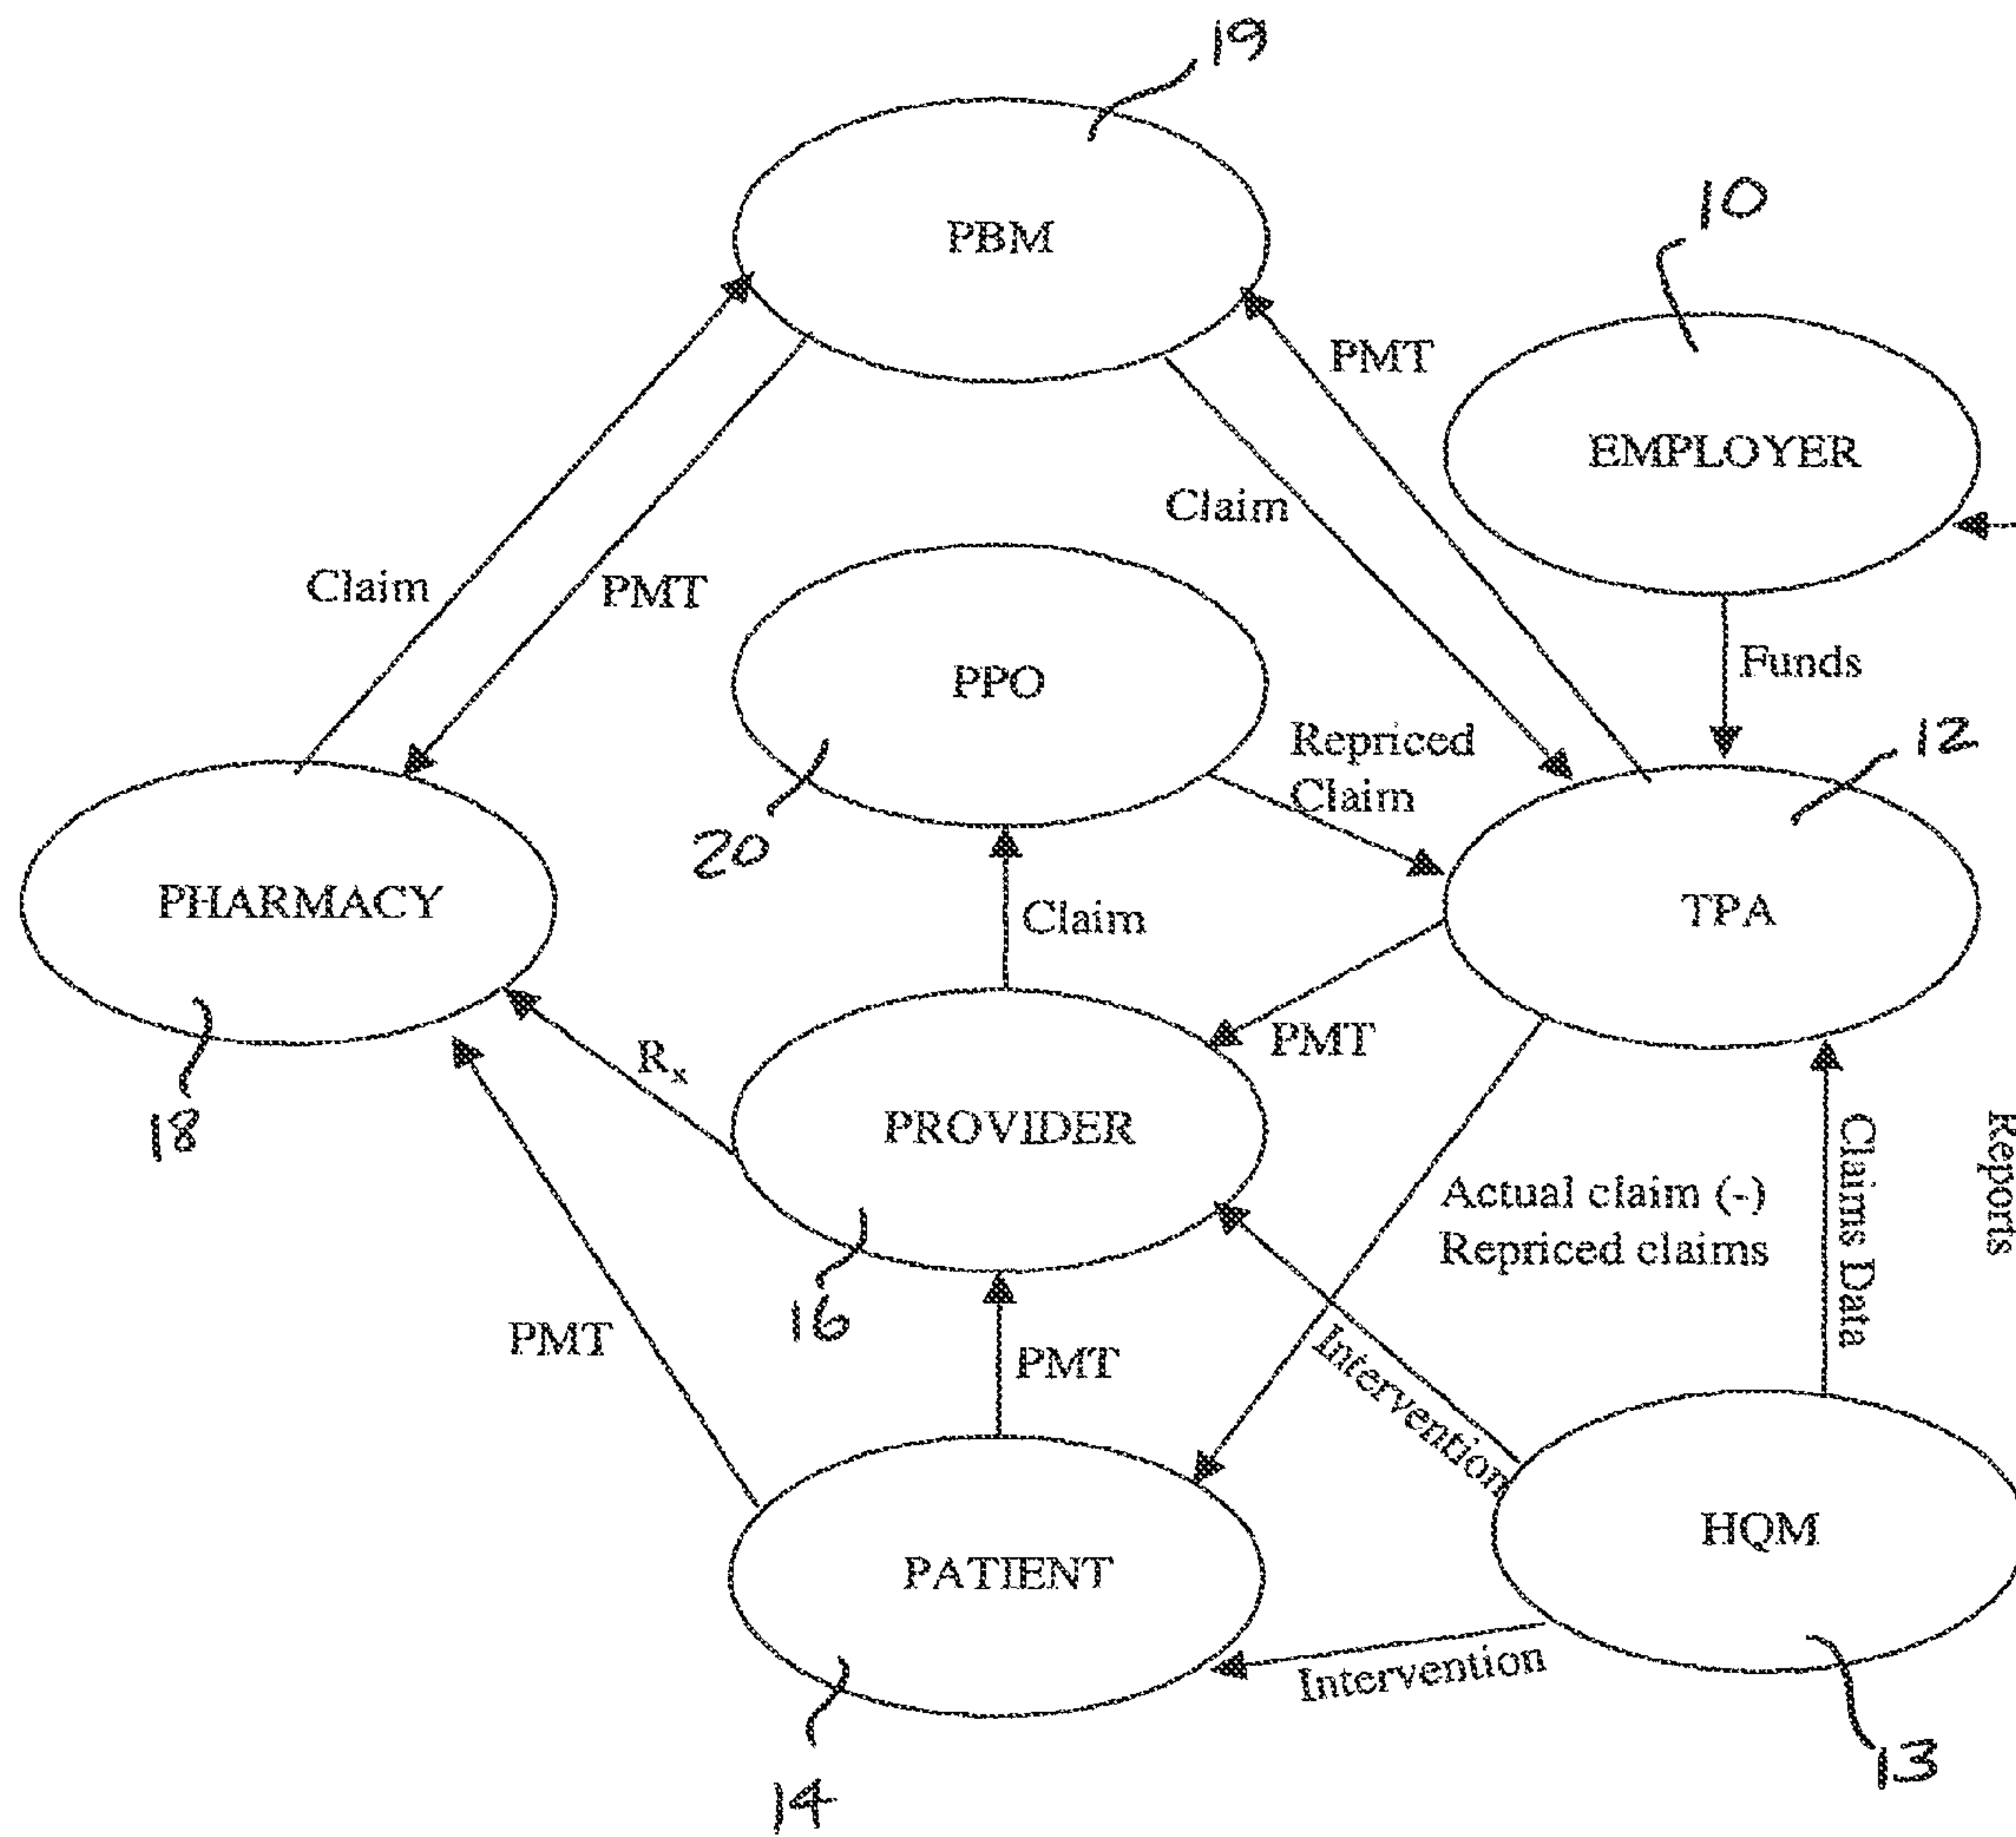 19
PBM
10
PMT
EMPLOYER
Claim
Claim
PMT
Funds
PPO
Repriced
Claim
12
20
PHARMACY
TPA
Claim
Rx
PMT
18
PROVIDER
Claims Data
Reports
Actual claim (-)
Repriced claims
16
PMT
PMT
Intervention
HQM
PATIENT
Intervention
13
14